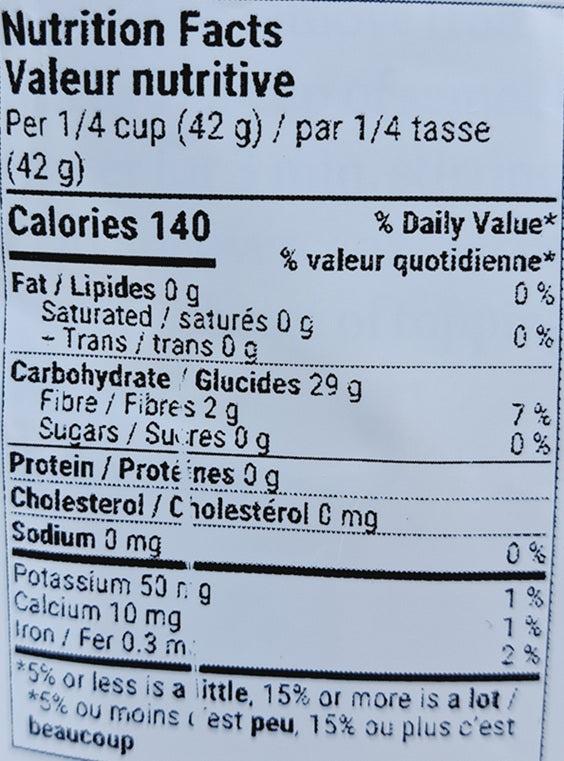 Nutrition Facts
Valeur nutritive
Per 1/4 cup (42 g) / par 1/4 tasse
(42 g)
Calories 140
% Daily Value*
% valeur quotidienne*
Fat / Lipides 0 g 0 %
Saturated / saturés 0 g
- Trans / trans 0 g 0 %
Carbohydrate / Glucides 29 g
Fibre / Fibres 2 g 7 %
Sugars / Sucres 0 g 0 %
Protein / Protéines 0 g
Cholesterol / Cholestérol 0 mg
Sodium 0 mg 0 %
Potassium 50 mg 1 %
Calcium 10 mg 1 %
Iron / Fer 0.3 m 2 %
*5% or less is a little, 15% or more is a lot /
*5% ou moins c'est peu, 15% ou plus c'est
beaucoup